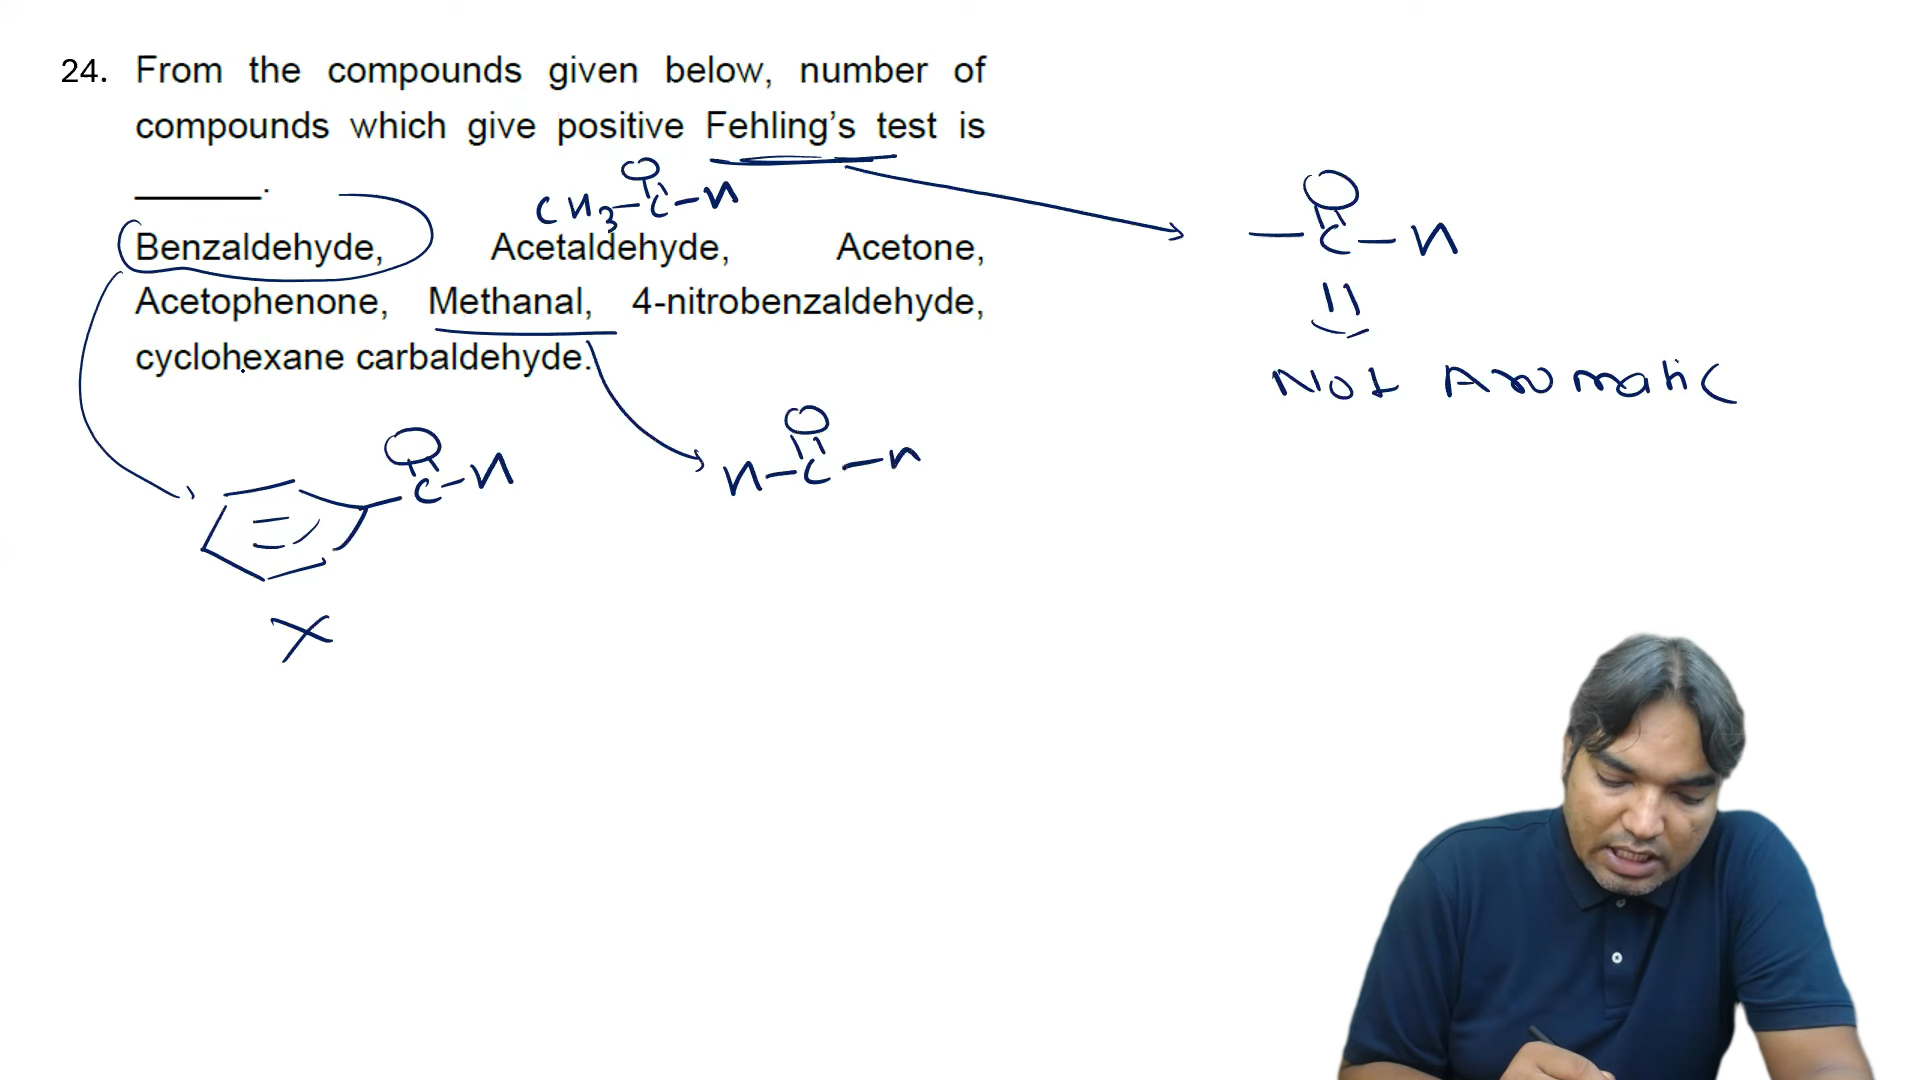 24. From the compounds given below, number of
compounds which give positive Fehling's test is
______.
CH3–C–H
O
Benzaldehyde, Acetaldehyde, Acetone,
Acetophenone, Methanal, 4-nitrobenzaldehyde,
cyclohexane carbaldehyde.
O
–C–H
Not Aromatic
O
C–H
O
H–C–H
X